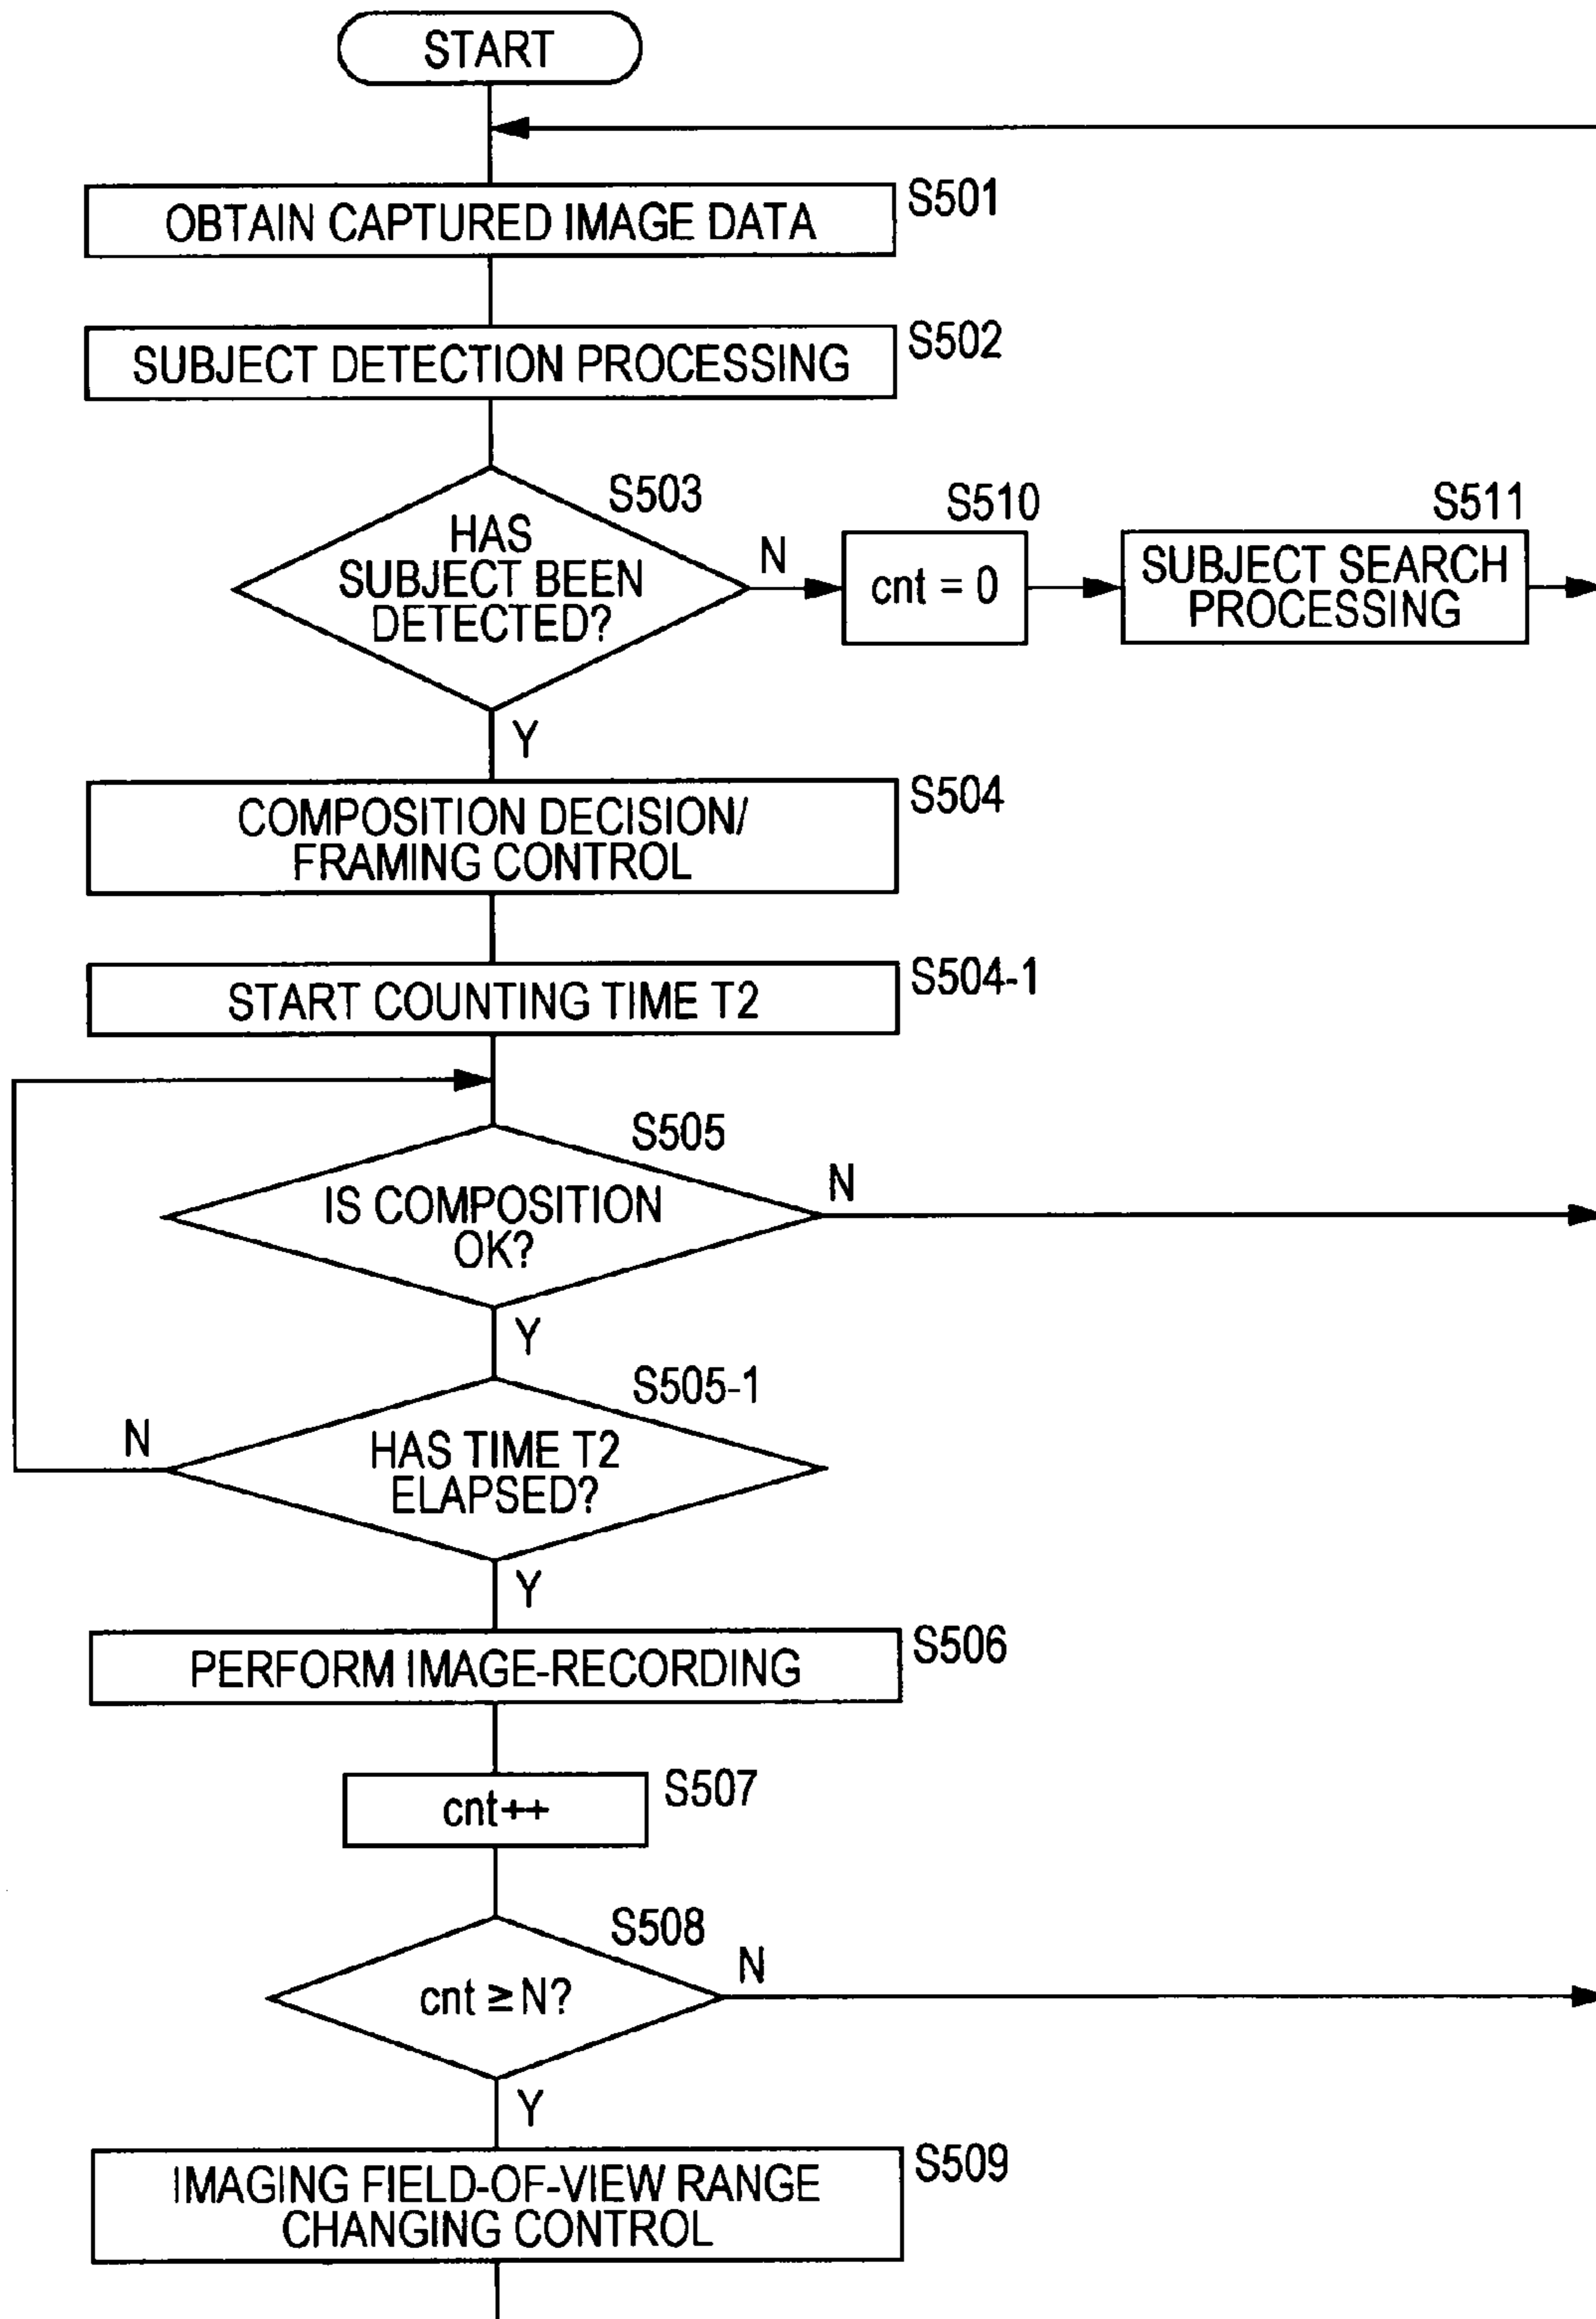 START
S501
OBTAIN CAPTURED IMAGE DATA
S502
SUBJECT DETECTION PROCESSING
S503
HAS
SUBJECT BEEN
DETECTED?
N
S510
cnt = 0
S511
SUBJECT SEARCH
PROCESSING
Y
S504
COMPOSITION DECISION/
FRAMING CONTROL
S504-1
START COUNTING TIME T2
S505
IS COMPOSITION
OK?
N
Y
S505-1
HAS TIME T2
ELAPSED?
N
Y
S506
PERFORM IMAGE-RECORDING
S507
cnt++
S508
cnt ≥ N?
N
Y
S509
IMAGING FIELD-OF-VIEW RANGE
CHANGING CONTROL